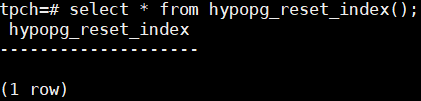 tpch=# select * from hypopg_reset_index();
 hypopg_reset_index
--------------------

(1 row)